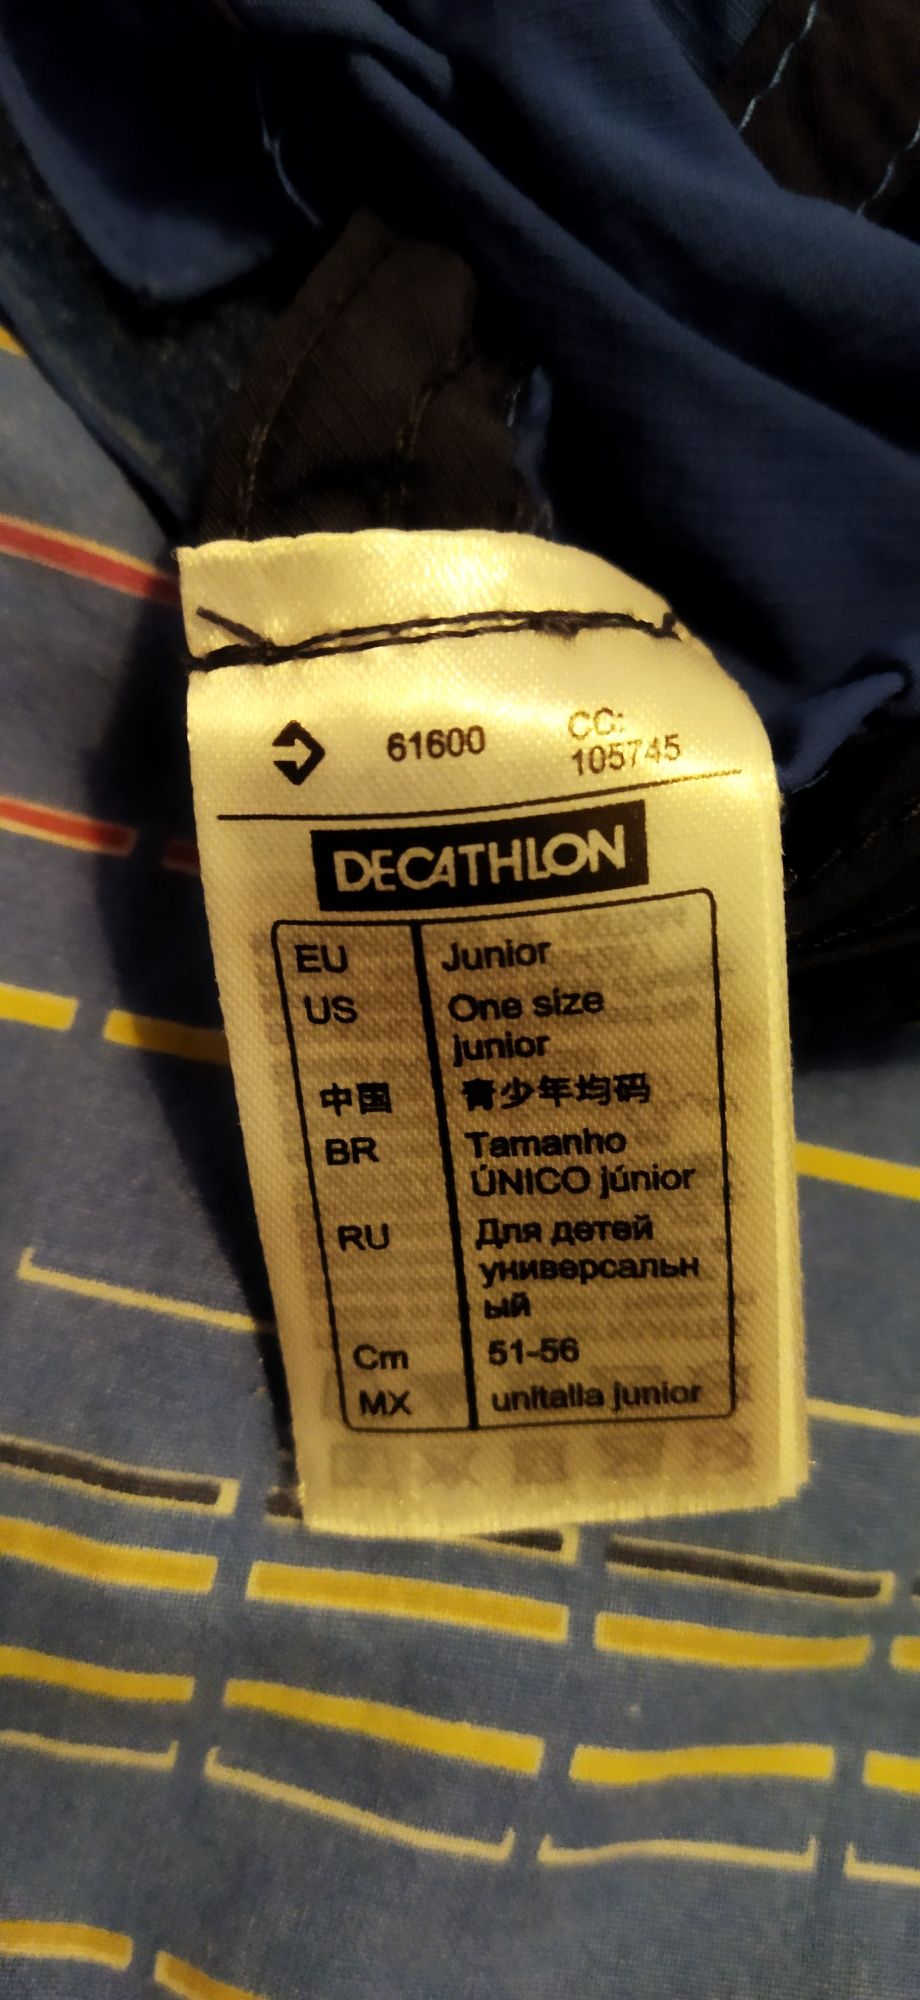 61600
CC:
105745
DECATHLON
EU Junior
US One size
junior
中国 青少年均码
BR Tamanho
ÚNICO júnior
RU Для детей
универсальн
ый
Cm 51-56
MX unitalla junior